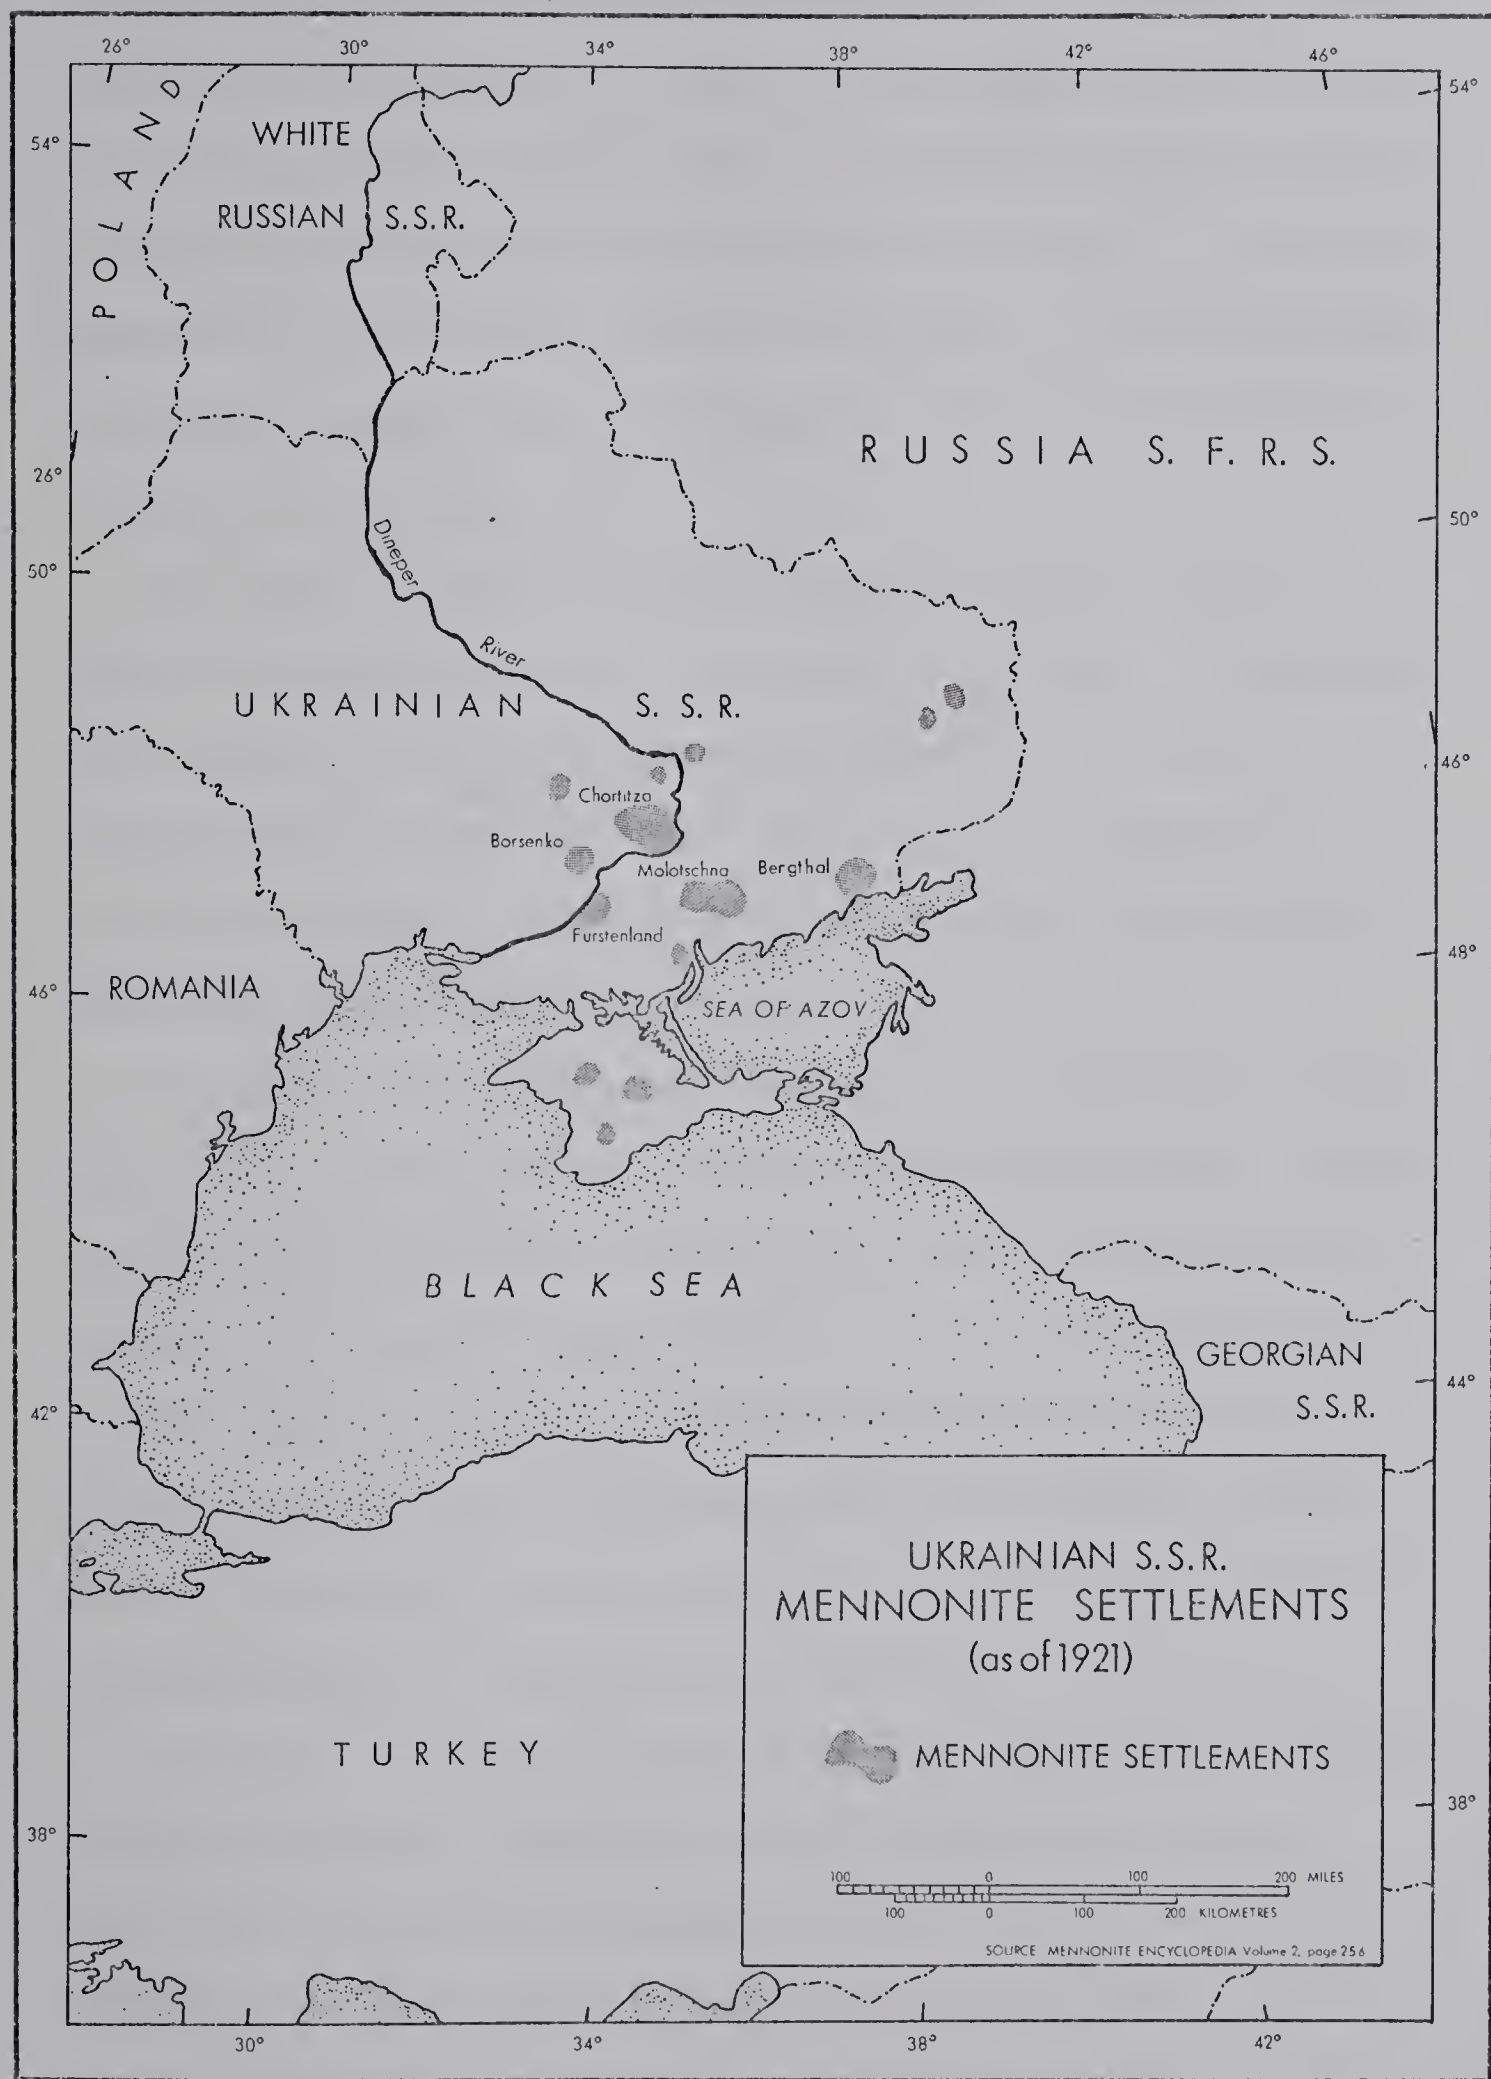 26° 30° 34° 38° 42° 46°
54°
54°
POLAND
WHITE
RUSSIAN S.S.R.
RUSSIA S. F. R. S.
26°
50°
50°
Dineper
River
UKRAINIAN S. S. R.
46°
Chortitza
Borsenko
Molotschna
Bergthal
Furstenland
48°
ROMANIA
46°
SEA OF AZOV
BLACK SEA
GEORGIAN
S.S.R.
44°
42°
UKRAINIAN S.S.R.
MENNONITE SETTLEMENTS
(as of 1921)
MENNONITE SETTLEMENTS
TURKEY
38°
38°
100 0 100 200 MILES
100 0 100 200 KILOMETRES
SOURCE MENNONITE ENCYCLOPEDIA Volume 2, page 256
30° 34° 38° 42°